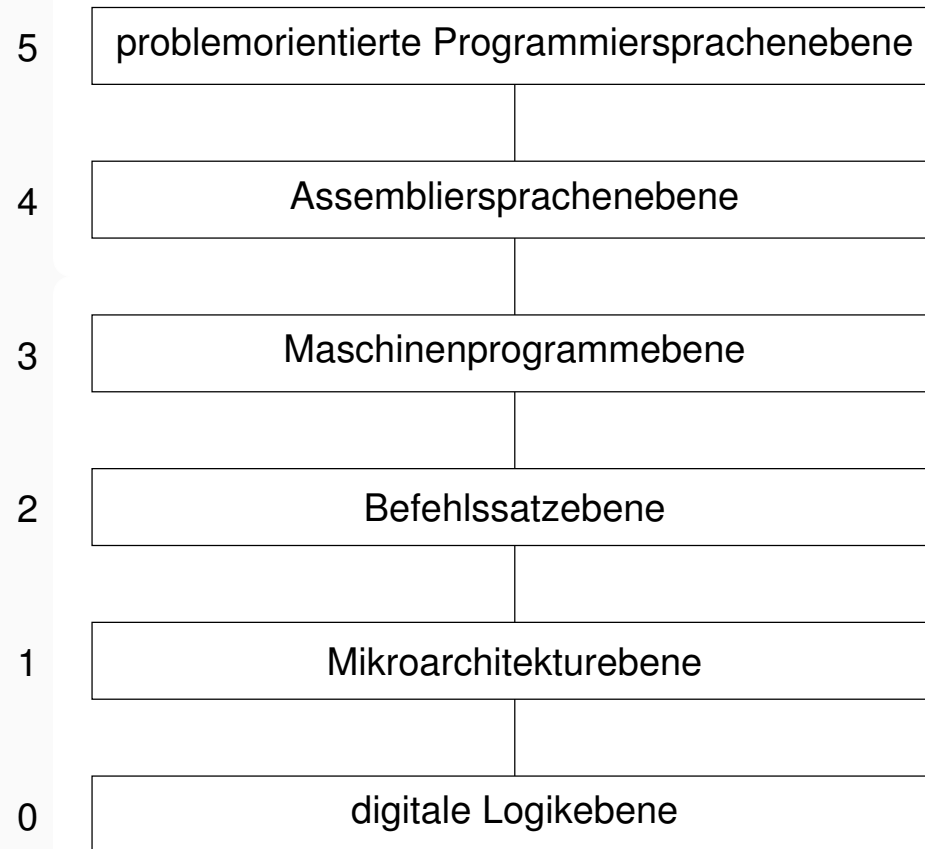 5 problemorientierte Programmiersprachenebene
4 Assembliersprachenebene
3 Maschinenprogrammebene
2 Befehlssatzebene
1 Mikroarchitekturebene
0 digitale Logikebene